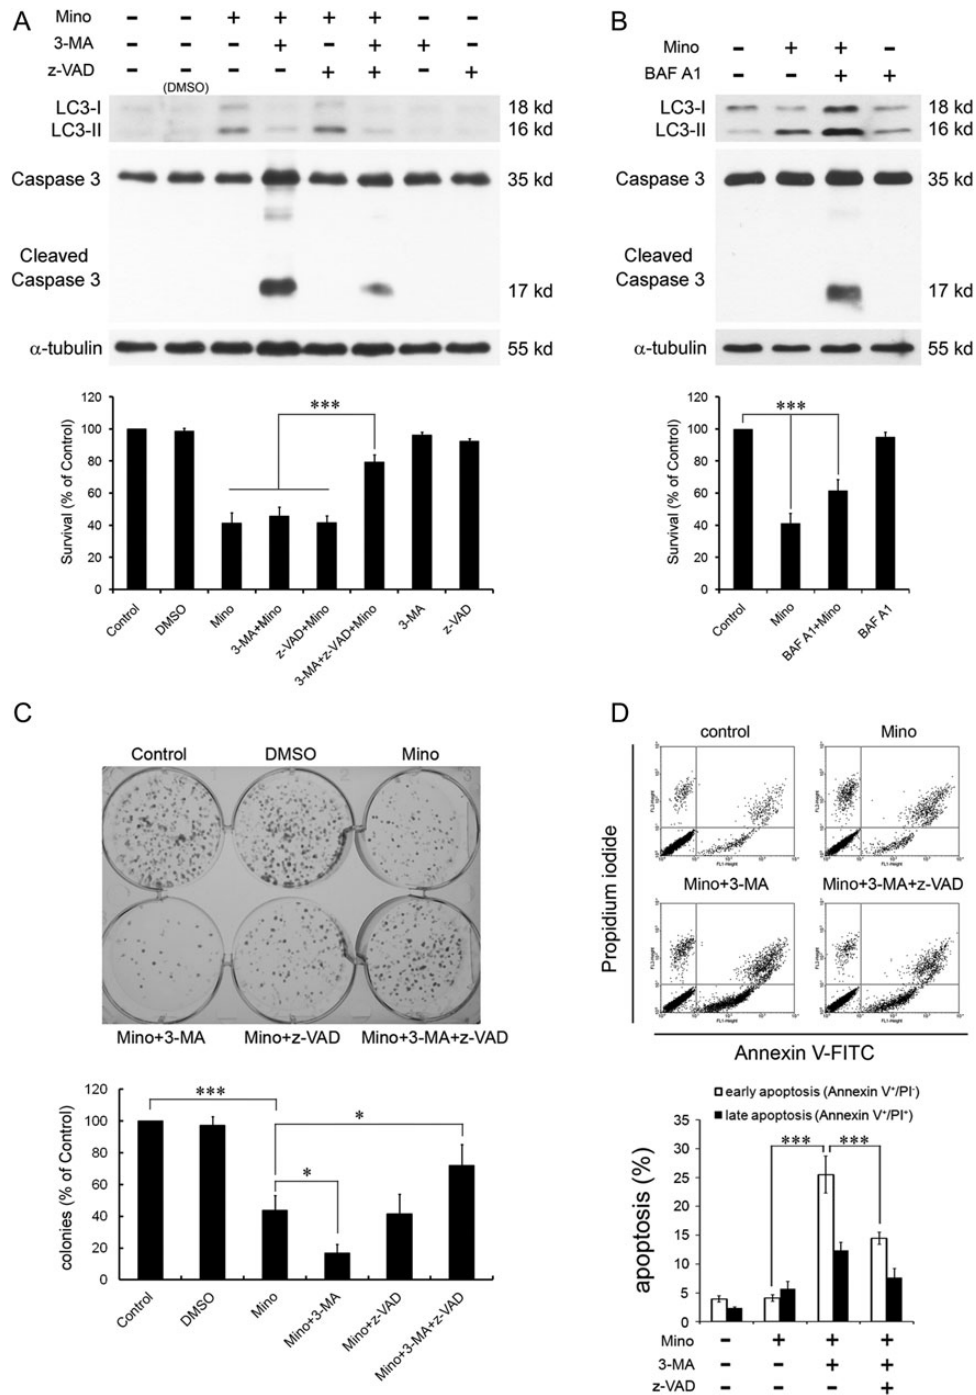 A
Mino − − + + + + − −
3-MA − − − + − + + −
z-VAD − − − − + + − +
(DMSO)
LC3-I 18 kd
LC3-II 16 kd
Caspase 3 35 kd
Cleaved
Caspase 3 17 kd
α-tubulin 55 kd
Survival (% of Control)
120
100
80
60
40
20
0
***
Control DMSO Mino 3-MA+Mino z-VAD+Mino 3-MA+z-VAD+Mino 3-MA z-VAD
B
Mino − + + −
BAF A1 − − + +
LC3-I 18 kd
LC3-II 16 kd
Caspase 3 35 kd
Cleaved
Caspase 3 17 kd
α-tubulin 55 kd
Survival (% of Control)
120
100
80
60
40
20
0
***
Control Mino BAF A1+Mino BAF A1
C
Control DMSO Mino
Mino+3-MA Mino+z-VAD Mino+3-MA+z-VAD
colonies (% of Control)
120
100
80
60
40
20
0
***
*
*
Control DMSO Mino Mino+3-MA Mino+z-VAD Mino+3-MA+z-VAD
D
control Mino
FL1-Height FL1-Height
Mino+3-MA Mino+3-MA+z-VAD
FL1-Height FL1-Height
Propidium iodide
Annexin V-FITC
early apoptosis (Annexin V⁺/PI⁻)
late apoptosis (Annexin V⁺/PI⁺)
apoptosis (%)
35
30
25
20
15
10
5
0
*** ***
Mino − + + +
3-MA − − + +
z-VAD − − − +